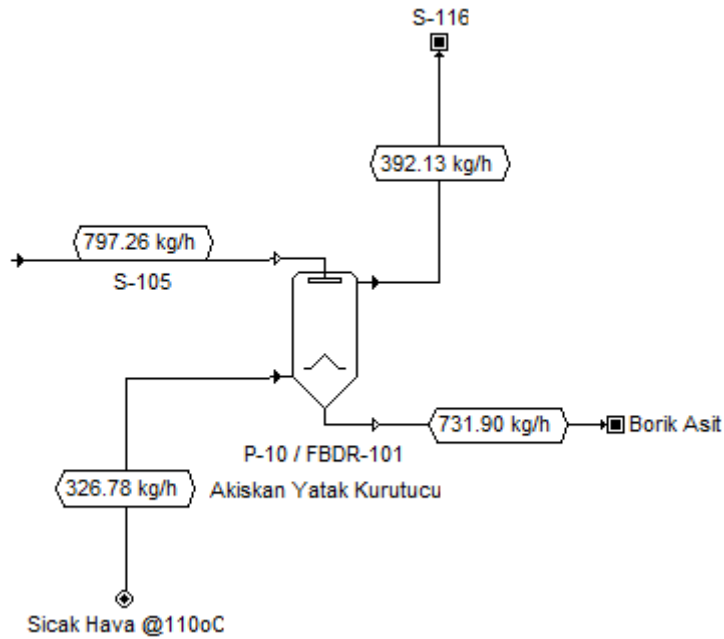 S-116
392.13 kg/h
797.26 kg/h
S-105
731.90 kg/h
Borik Asit
P-10 / FBDR-101
326.78 kg/h
Akiskan Yatak Kurutucu
Sicak Hava @110oC